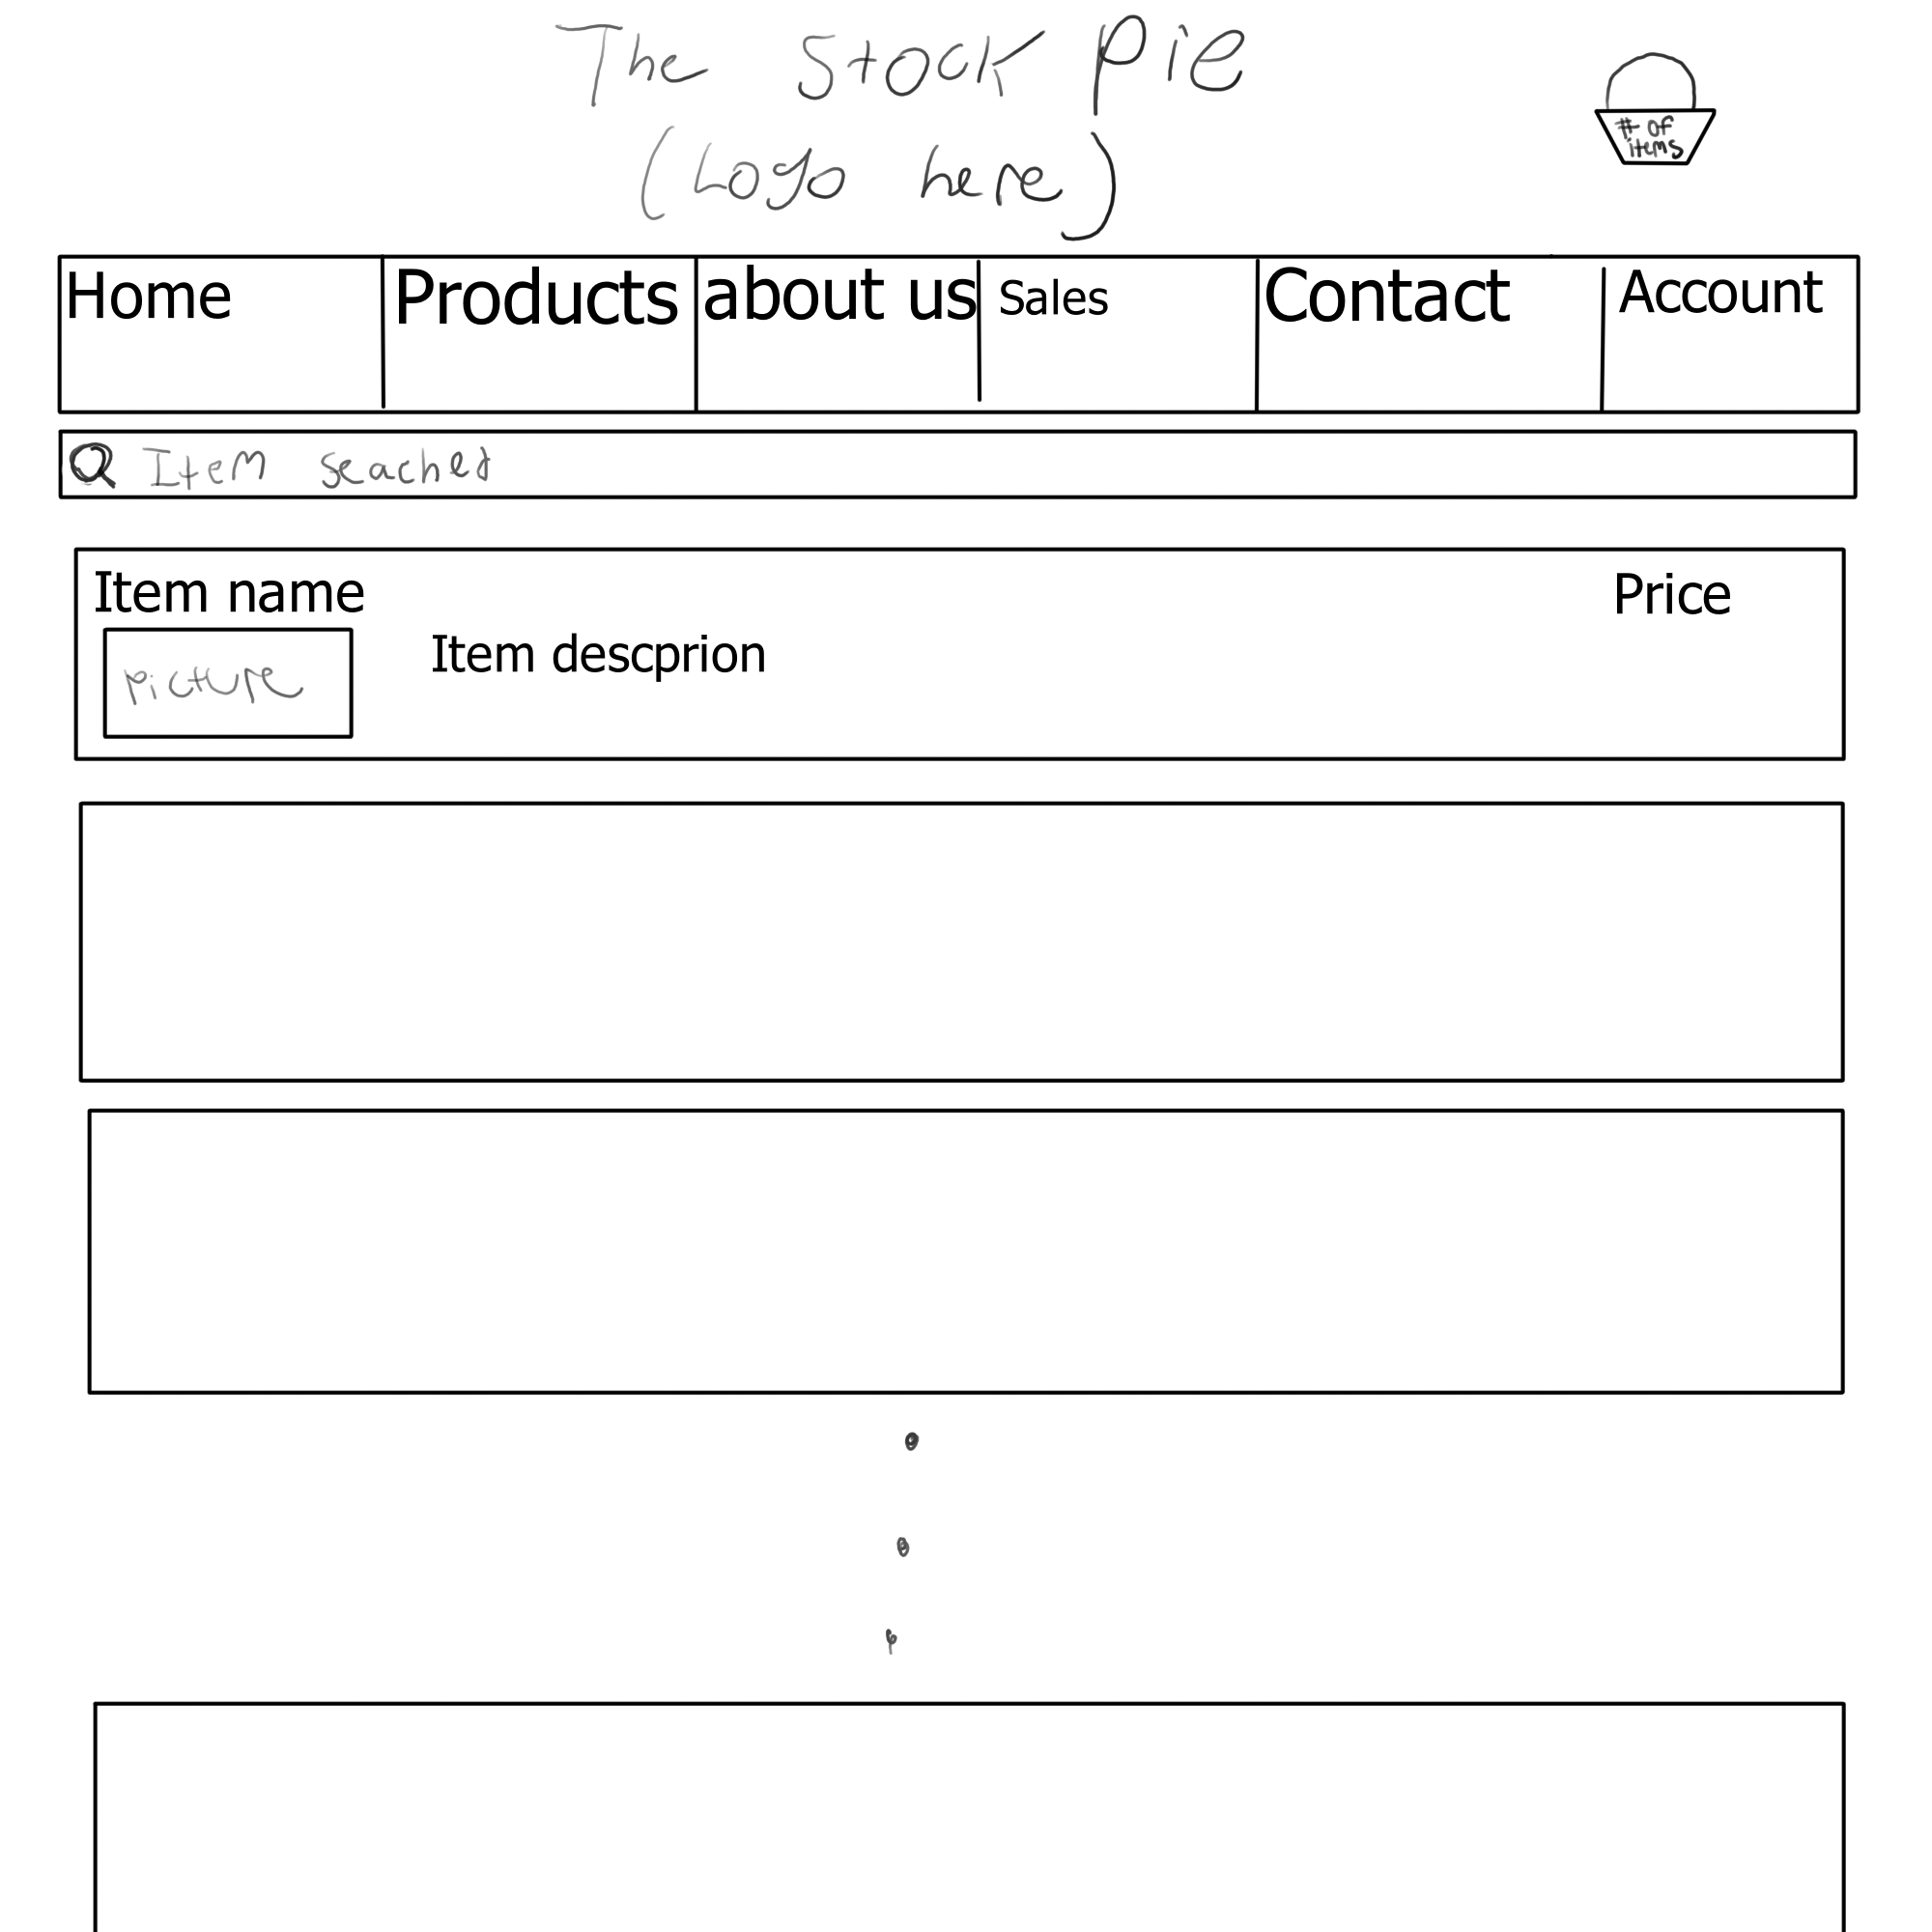 The Stock Pie
(Logo here)
# of
items
Home Products about us Sales Contact Account
Item seached
Item name Price
Picture Item descprion